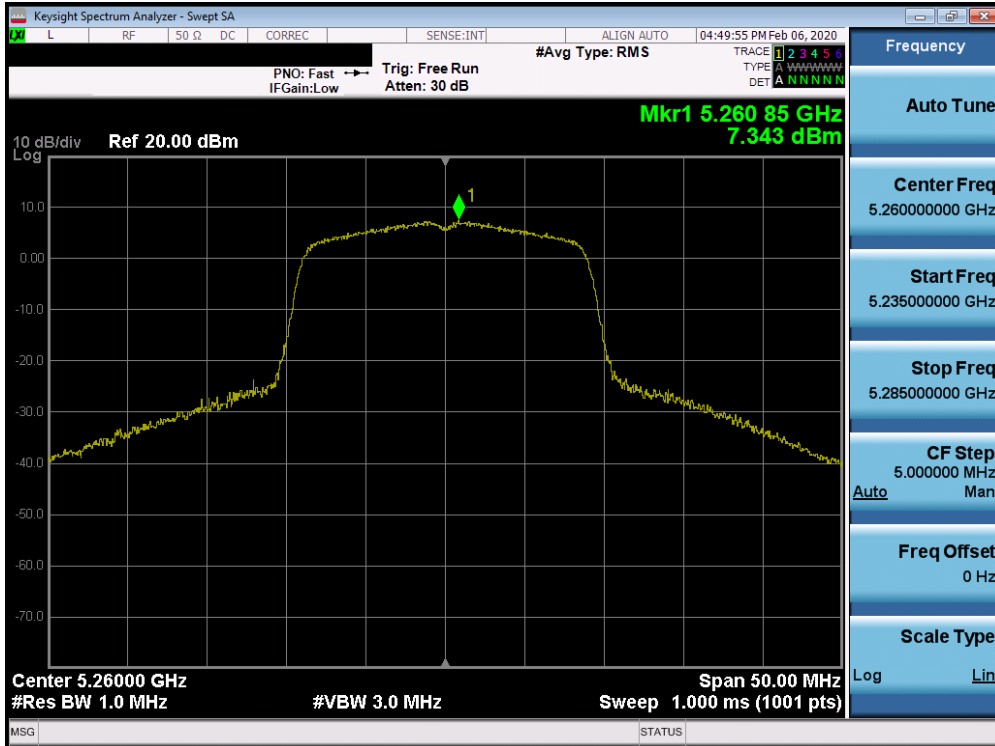 Keysight Spectrum Analyzer - Swept SA
LXI L RF 50 Ω DC CORREC SENSE:INT ALIGN AUTO 04:49:55 PM Feb 06, 2020
PNO: Fast Trig: Free Run #Avg Type: RMS TRACE 1 2 3 4 5 6
IFGain:Low Atten: 30 dB TYPE A WWWWW
DET A N N N N N
Mkr1 5.260 85 GHz
7.343 dBm
10 dB/div Ref 20.00 dBm
Log
1
10.0
0.00
-10.0
-20.0
-30.0
-40.0
-50.0
-60.0
-70.0
Center 5.26000 GHz Span 50.00 MHz
#Res BW 1.0 MHz #VBW 3.0 MHz Sweep 1.000 ms (1001 pts)
MSG STATUS
Frequency
Auto Tune
Center Freq
5.260000000 GHz
Start Freq
5.235000000 GHz
Stop Freq
5.285000000 GHz
CF Step
5.000000 MHz
Auto Man
Freq Offset
0 Hz
Scale Type
Log Lin